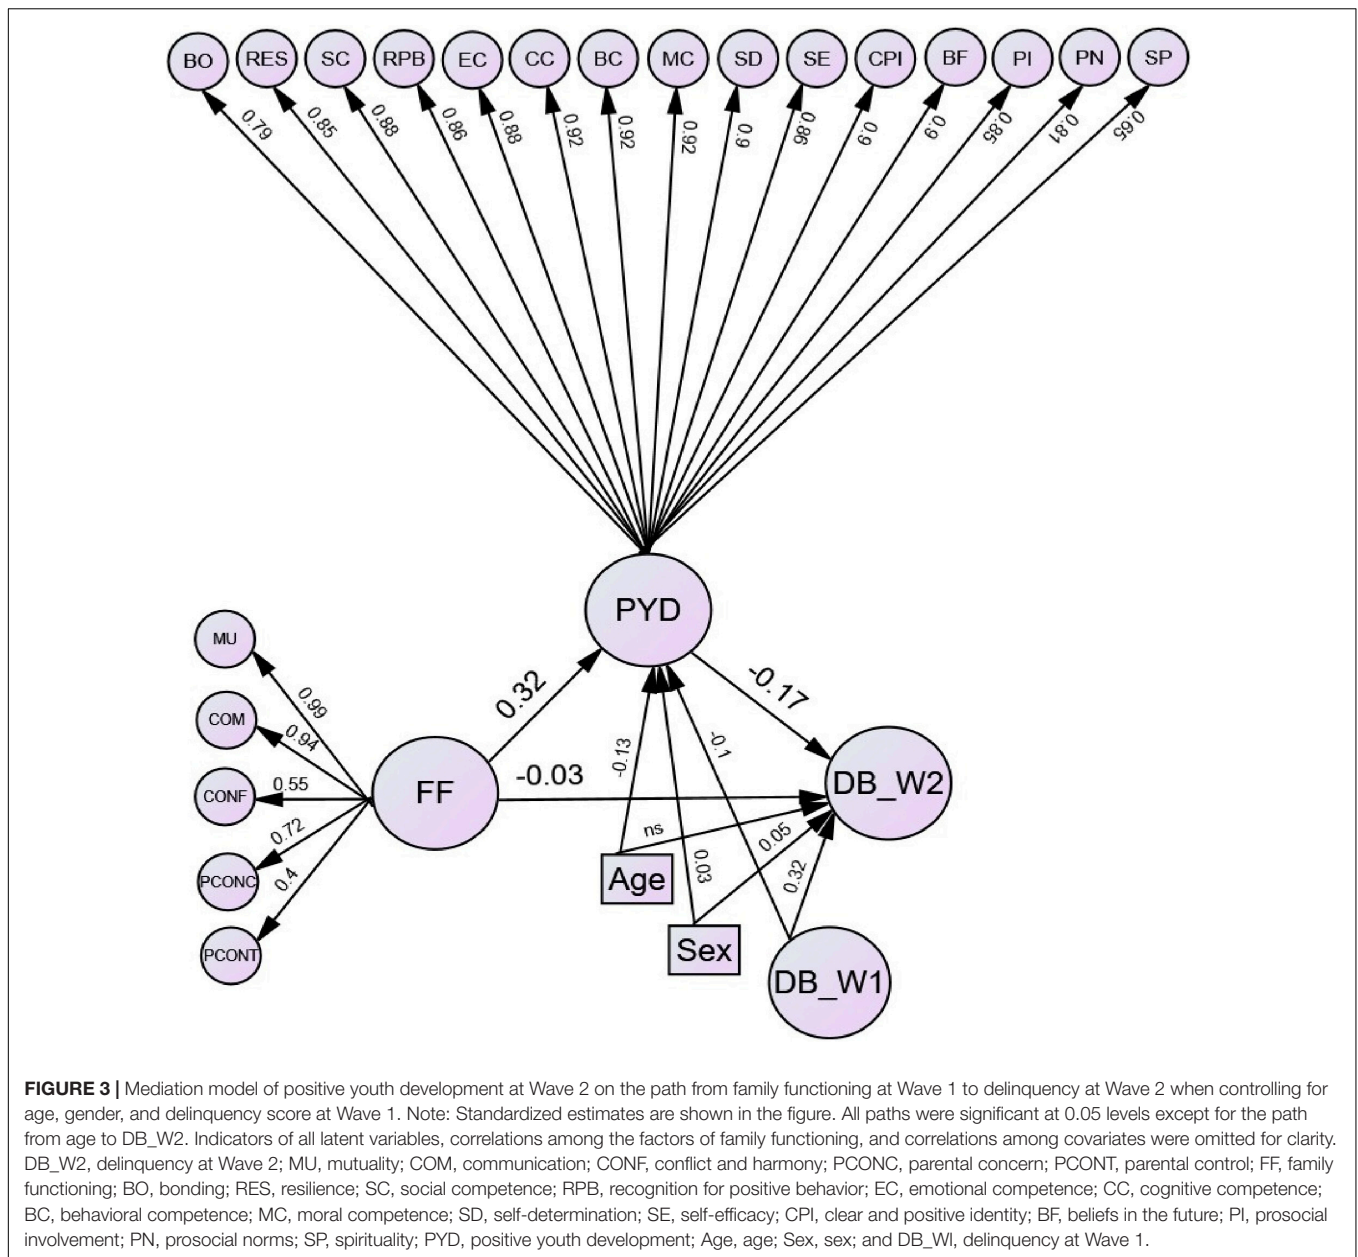 BO RES SC RPB EC CC BC MC SD SE CPI BF PI PN SP
0.79 0.85 0.88 0.86 0.88 0.92 0.92 0.92 0.9 0.86 0.9 0.9 0.85 0.81 0.65
PYD
MU
0.99
COM
0.94
0.32
-0.17
CONF
0.55
FF
-0.03
-0.13
-0.1
DB_W2
0.72
PCONC
0.4
PCONT
ns
0.05
0.03
0.32
Age
Sex
DB_W1
FIGURE 3 | Mediation model of positive youth development at Wave 2 on the path from family functioning at Wave 1 to delinquency at Wave 2 when controlling for
age, gender, and delinquency score at Wave 1. Note: Standardized estimates are shown in the figure. All paths were significant at 0.05 levels except for the path
from age to DB_W2. Indicators of all latent variables, correlations among the factors of family functioning, and correlations among covariates were omitted for clarity.
DB_W2, delinquency at Wave 2; MU, mutuality; COM, communication; CONF, conflict and harmony; PCONC, parental concern; PCONT, parental control; FF, family
functioning; BO, bonding; RES, resilience; SC, social competence; RPB, recognition for positive behavior; EC, emotional competence; CC, cognitive competence;
BC, behavioral competence; MC, moral competence; SD, self-determination; SE, self-efficacy; CPI, clear and positive identity; BF, beliefs in the future; PI, prosocial
involvement; PN, prosocial norms; SP, spirituality; PYD, positive youth development; Age, age; Sex, sex; and DB_WI, delinquency at Wave 1.